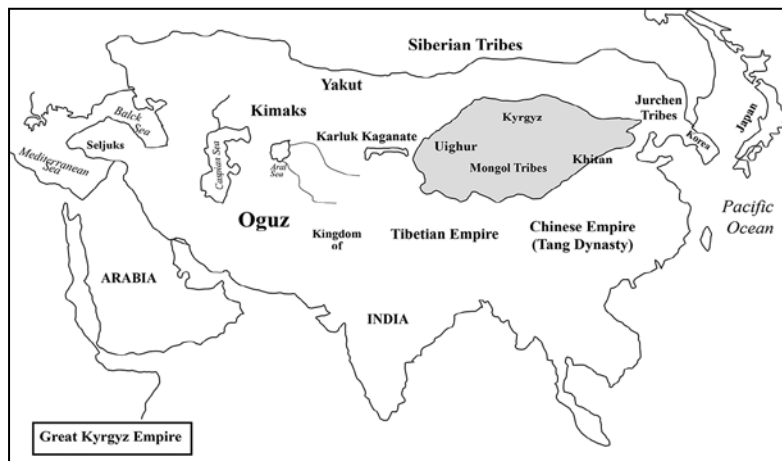 Siberian Tribes
Yakut
Kimaks
Balck
Sea
Seljuks
Mediterranean
Sea
Caspian Sea
Aral
Sea
Karluk Kaganate
Kyrgyz
Uighur
Mongol Tribes
Khitan
Jurchen
Tribes
Korea
Japan
Oguz
Kingdom
of
Tibetian Empire
Chinese Empire
(Tang Dynasty)
Pacific
Ocean
ARABIA
INDIA
Great Kyrgyz Empire